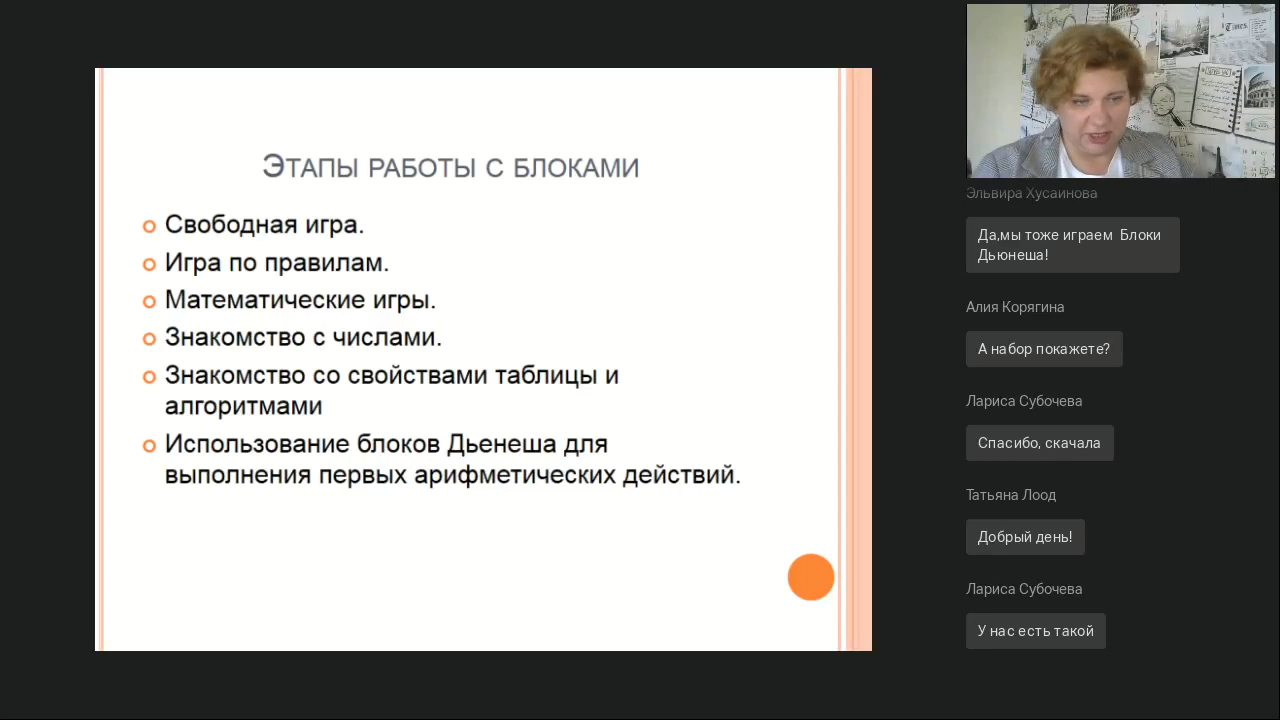 Этапы работы с блоками
Свободная игра.
Игра по правилам.
Математические игры.
Знакомство с числами.
Знакомство со свойствами таблицы и
алгоритмами
Использование блоков Дьенеша для
выполнения первых арифметических действий.
Times
Эльвира Хусаинова
Да,мы тоже играем Блоки
Дьюнеша!
Алия Корягина
А набор покажете?
Лариса Субочева
Спасибо, скачала
Татьяна Лоод
Добрый день!
Лариса Субочева
У нас есть такой